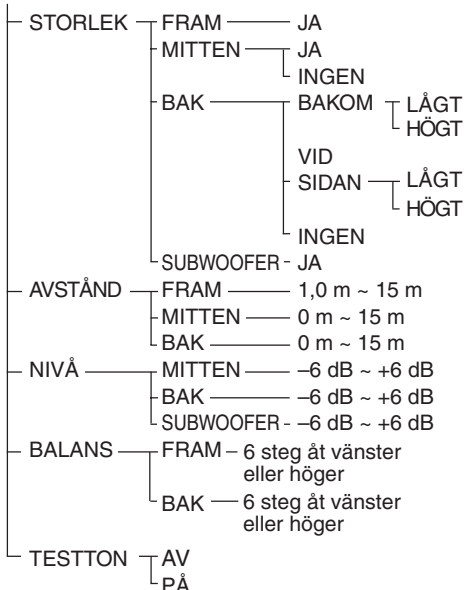 STORLEK FRAM JA
MITTEN JA
INGEN
BAK BAKOM LÅGT
HÖGT
VID
SIDAN LÅGT
HÖGT
INGEN
SUBWOOFER JA
AVSTÅND FRAM 1,0 m ~ 15 m
MITTEN 0 m ~ 15 m
BAK 0 m ~ 15 m
NIVÅ MITTEN –6 dB ~ +6 dB
BAK –6 dB ~ +6 dB
SUBWOOFER –6 dB ~ +6 dB
BALANS FRAM 6 steg åt vänster
eller höger
BAK 6 steg åt vänster
eller höger
TESTTON AV
PÅ